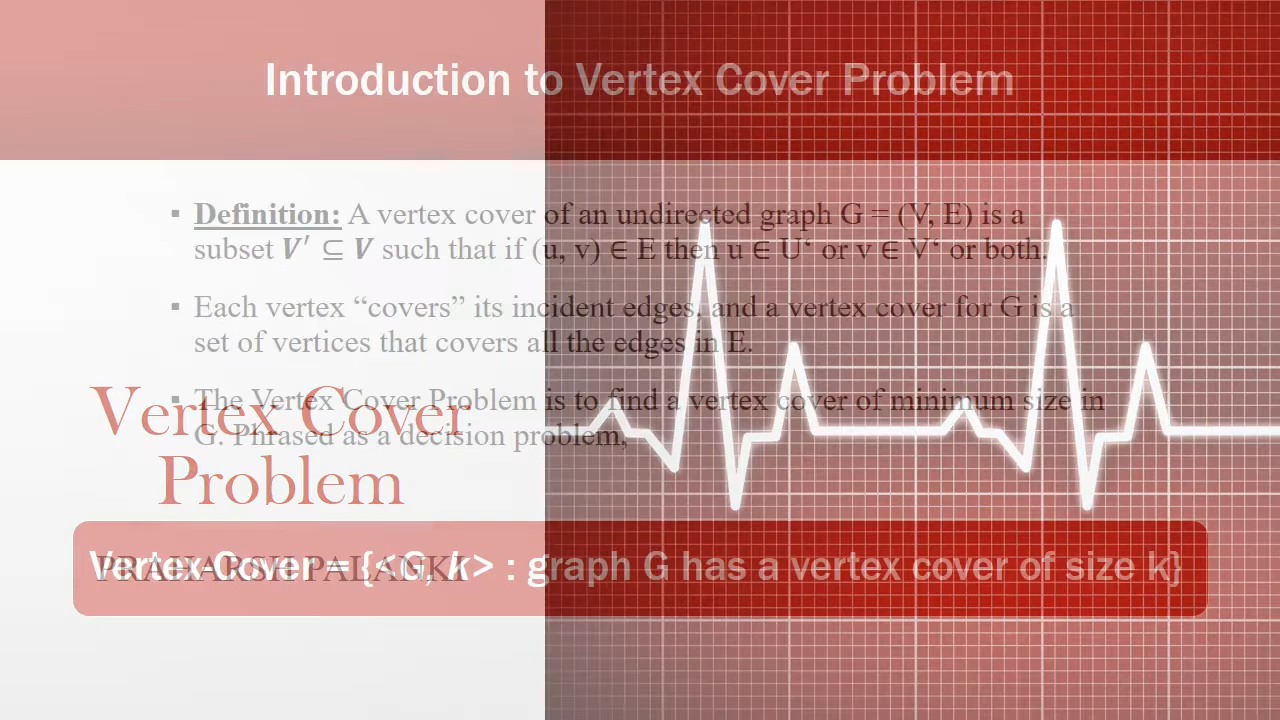 Introduction to Vertex Cover Problem
▪ Definition: A vertex cover of an undirected graph G = (V, E) is a
subset V′ ⊆ V such that if (u, v) ∈ E then u ∈ U‘ or v ∈ V‘ or both.
▪ Each vertex “covers” its incident edges, and a vertex cover for G is a
set of vertices that covers all the edges in E.
▪ The Vertex Cover Problem is to find a vertex cover of minimum size in
G. Phrased as a decision problem,
Vertex Cover
Problem
Vertex-Cover = {<G, k> : graph G has a vertex cover of size k}
PRAHARSH PALANKI